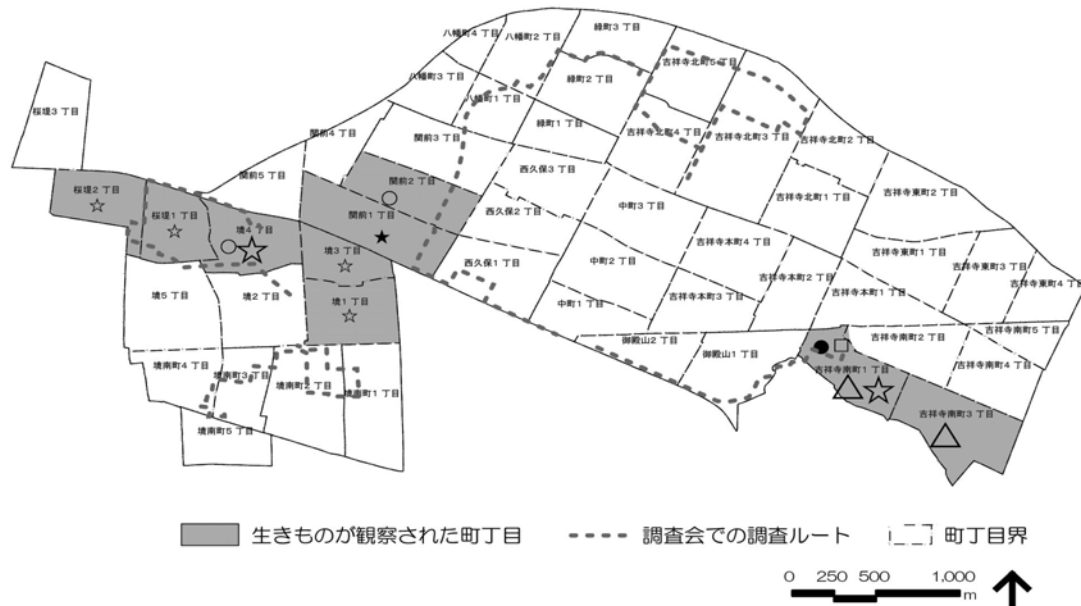 八幡町4 丁目
八幡町2 丁目
緑町3 丁目
吉祥寺北町5 丁目
八幡町3 丁目
緑町2 丁目
桜堤3 丁目
八幡町1 丁目
関前4 丁目
関前3 丁目
緑町1 丁目
吉祥寺北町4 丁目
吉祥寺北町3 丁目
吉祥寺北町2 丁目
関前5 丁目
関前2 丁目
西久保3 丁目
吉祥寺北町1 丁目
吉祥寺東町2 丁目
桜堤2 丁目
桜堤1 丁目
境4 丁目
関前1 丁目
西久保2 丁目
中町3 丁目
吉祥寺本町4 丁目
吉祥寺東町1 丁目
吉祥寺東町3 丁目
境3 丁目
西久保1 丁目
中町2 丁目
吉祥寺本町2 丁目
吉祥寺東町4 丁目
境5 丁目
境2 丁目
境1 丁目
中町1 丁目
吉祥寺本町3 丁目
吉祥寺本町1 丁目
吉祥寺南町5 丁目
御殿山2 丁目
御殿山1 丁目
吉祥寺南町2 丁目
境南町4 丁目
境南町3 丁目
境南町2 丁目
境南町1 丁目
吉祥寺南町1 丁目
吉祥寺南町4 丁目
境南町5 丁目
吉祥寺南町3 丁目
生きものが観察された町丁目
調査会での調査ルート
町丁目界
0 250 500 1,000
m